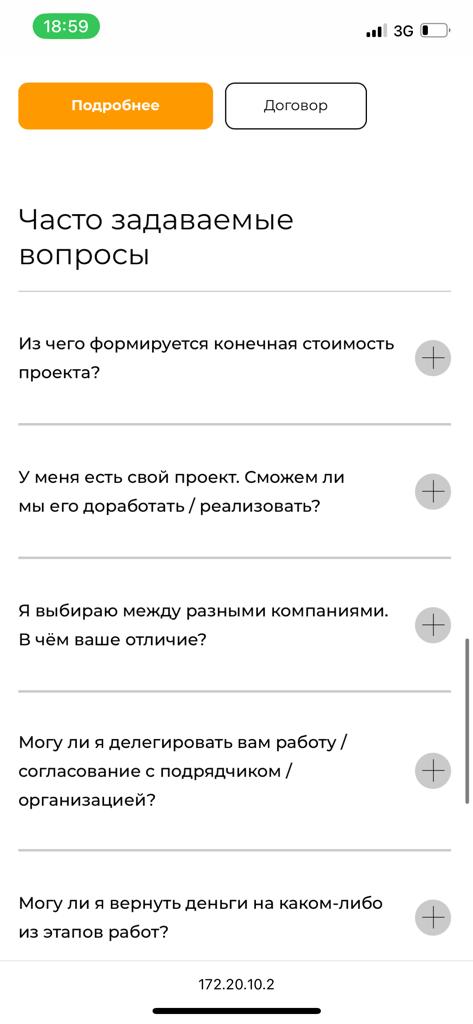 18:59
3G
Подробнее
Договор
Часто задаваемые
вопросы
Из чего формируется конечная стоимость
проекта?
У меня есть свой проект. Сможем ли
мы его доработать / реализовать?
Я выбираю между разными компаниями.
В чём ваше отличие?
Могу ли я делегировать вам работу /
согласование с подрядчиком /
организацией?
Могу ли я вернуть деньги на каком-либо
из этапов работ?
172.20.10.2